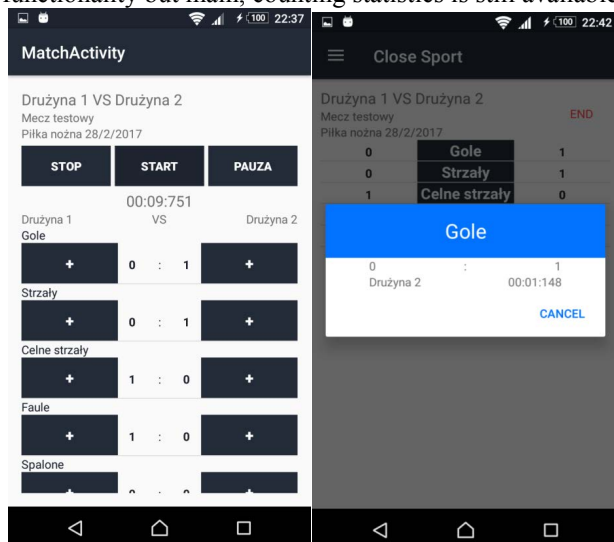 functionality but main, counting statistics is still available
100 22:37
MatchActivity
Drużyna 1 VS Drużyna 2
Mecz testowy
Piłka nożna 28/2/2017
STOP START PAUZA
00:09:751
Drużyna 1 VS Drużyna 2
Gole
+ 0 : 1 +
Strzały
+ 0 : 1 +
Celne strzały
+ 1 : 0 +
Faule
+ 1 : 0 +
Spalone
100 22:42
Close Sport
Drużyna 1 VS Drużyna 2
Mecz testowy
END
Piłka nożna 28/2/2017
0 Gole 1
0 Strzały 1
1 Celne strzały 0
Gole
0 : 1
Drużyna 2 00:01:148
CANCEL